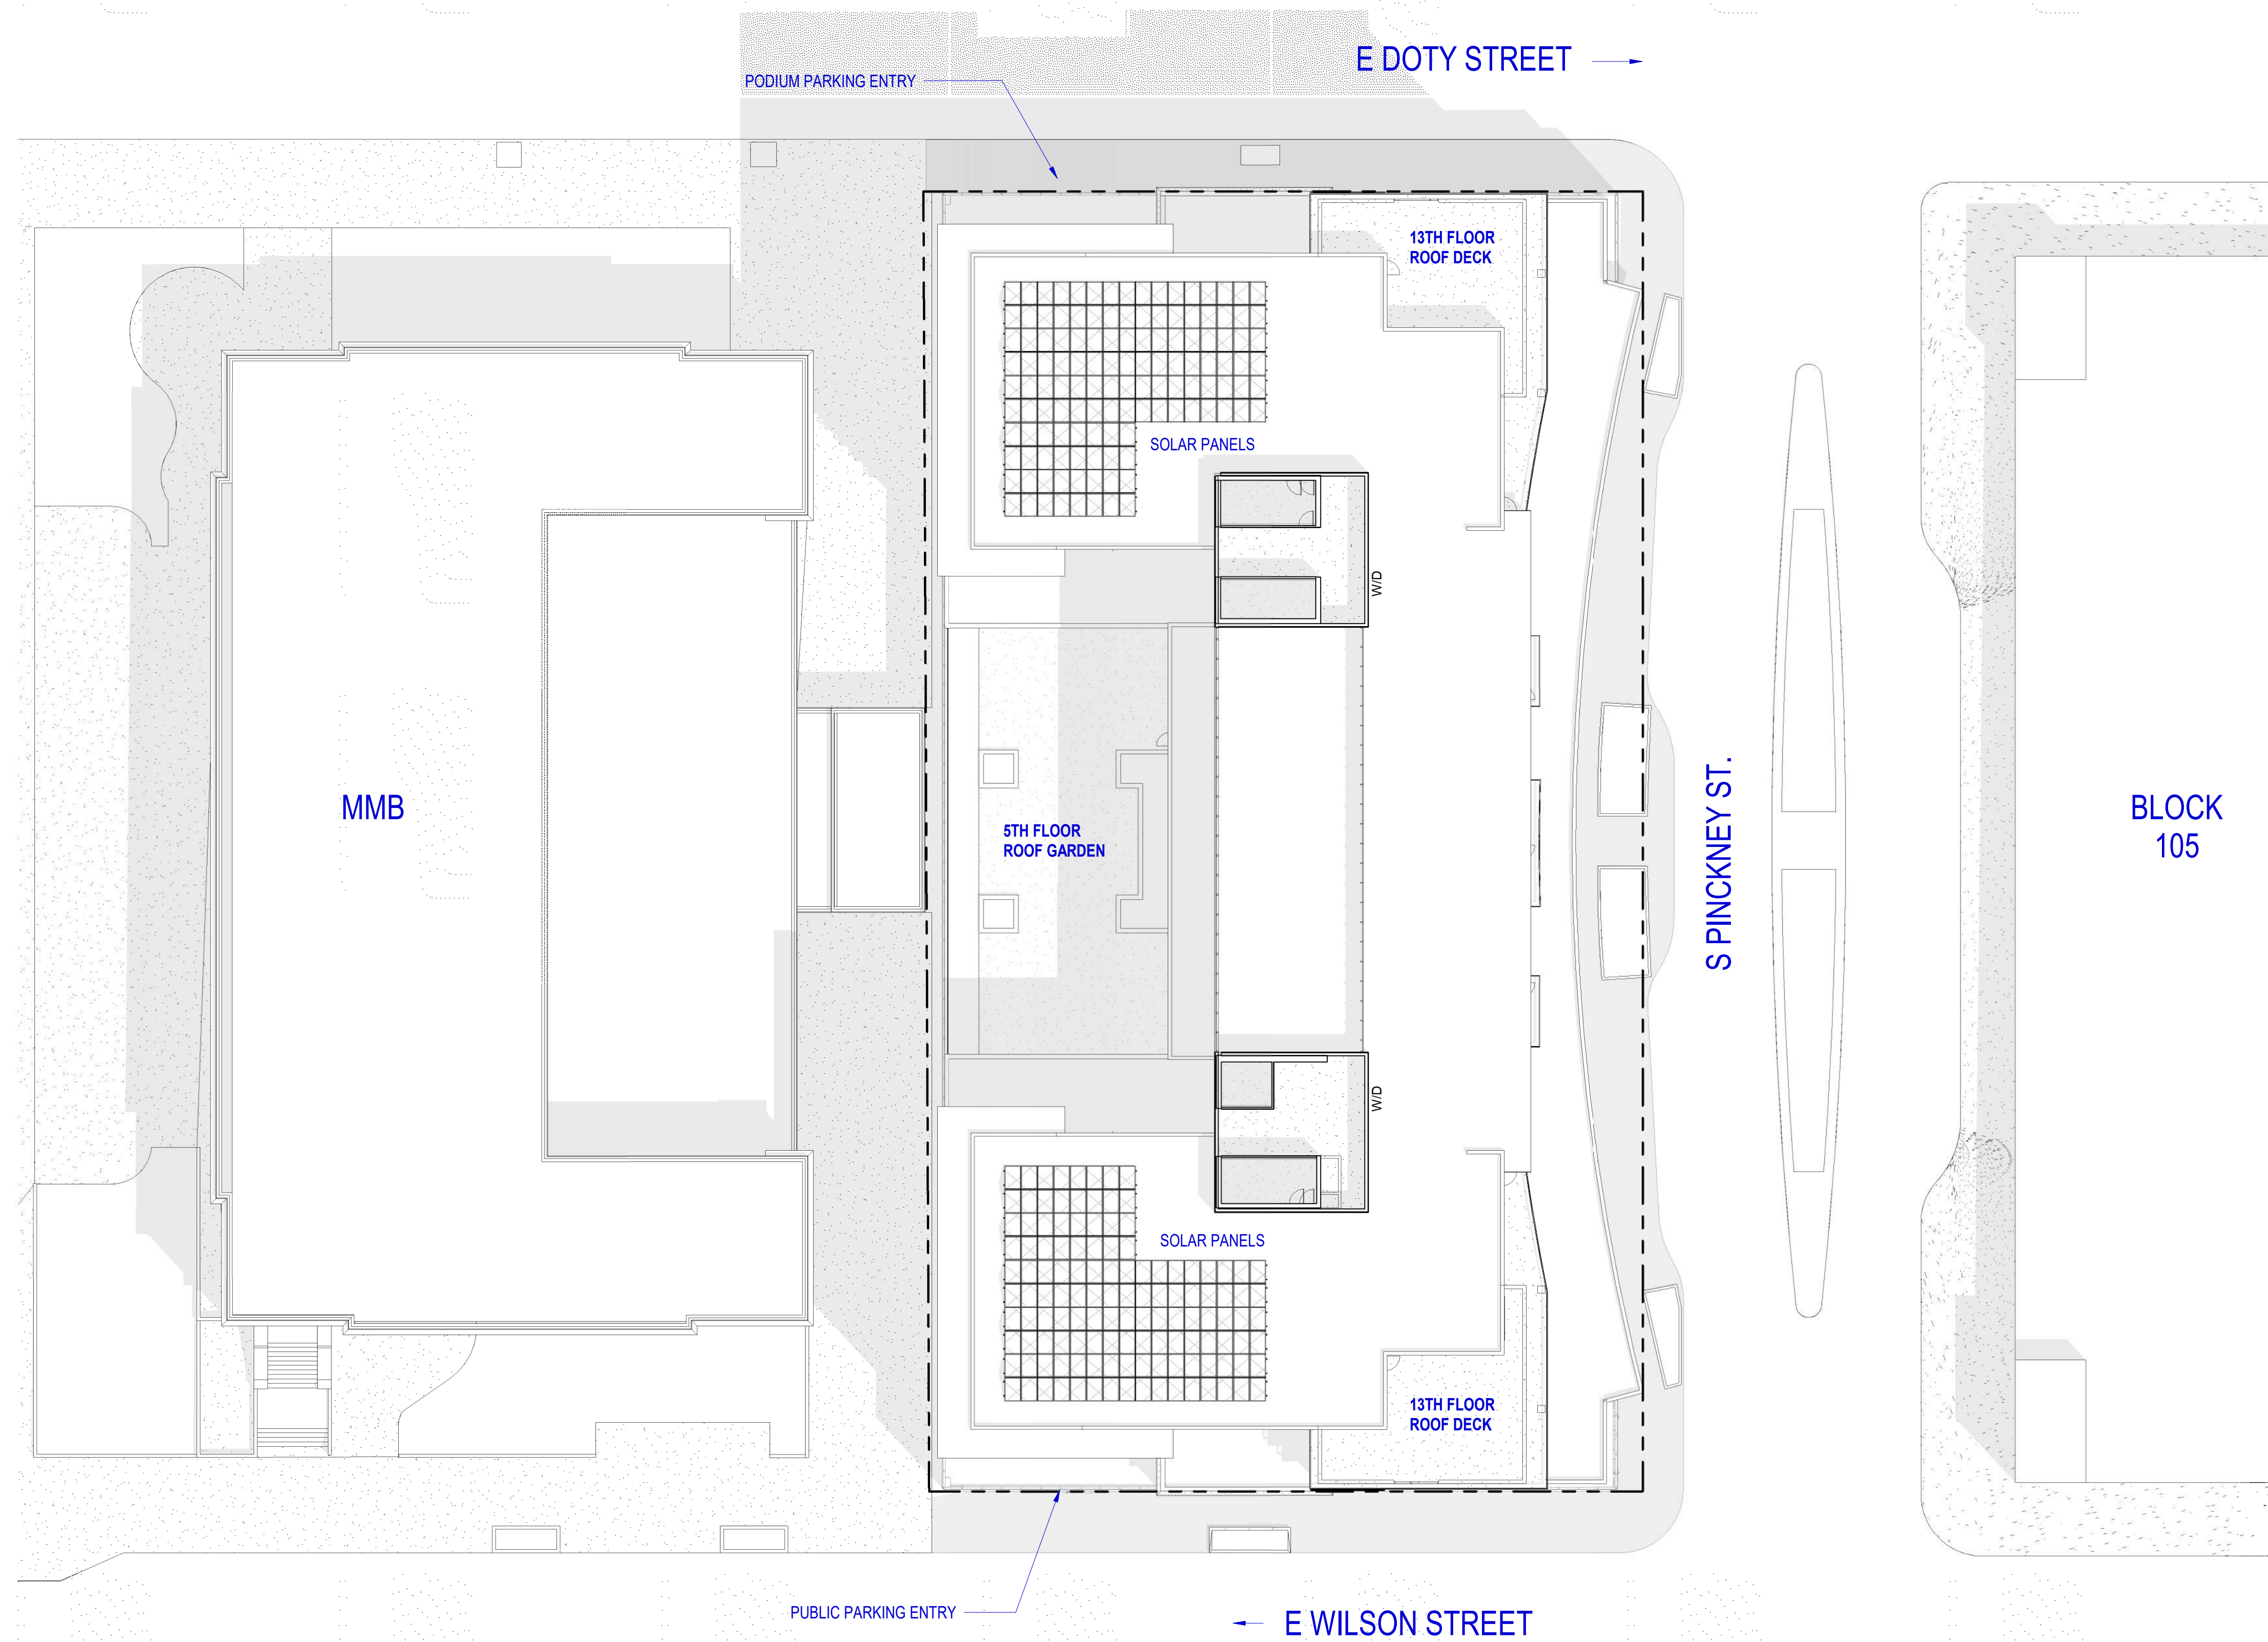 E DOTY STREET
PODIUM PARKING ENTRY
13TH FLOOR
ROOF DECK
SOLAR PANELS
W/D
MMB
5TH FLOOR
ROOF GARDEN
S PINCKNEY ST.
BLOCK
105
W/D
SOLAR PANELS
13TH FLOOR
ROOF DECK
PUBLIC PARKING ENTRY
E WILSON STREET